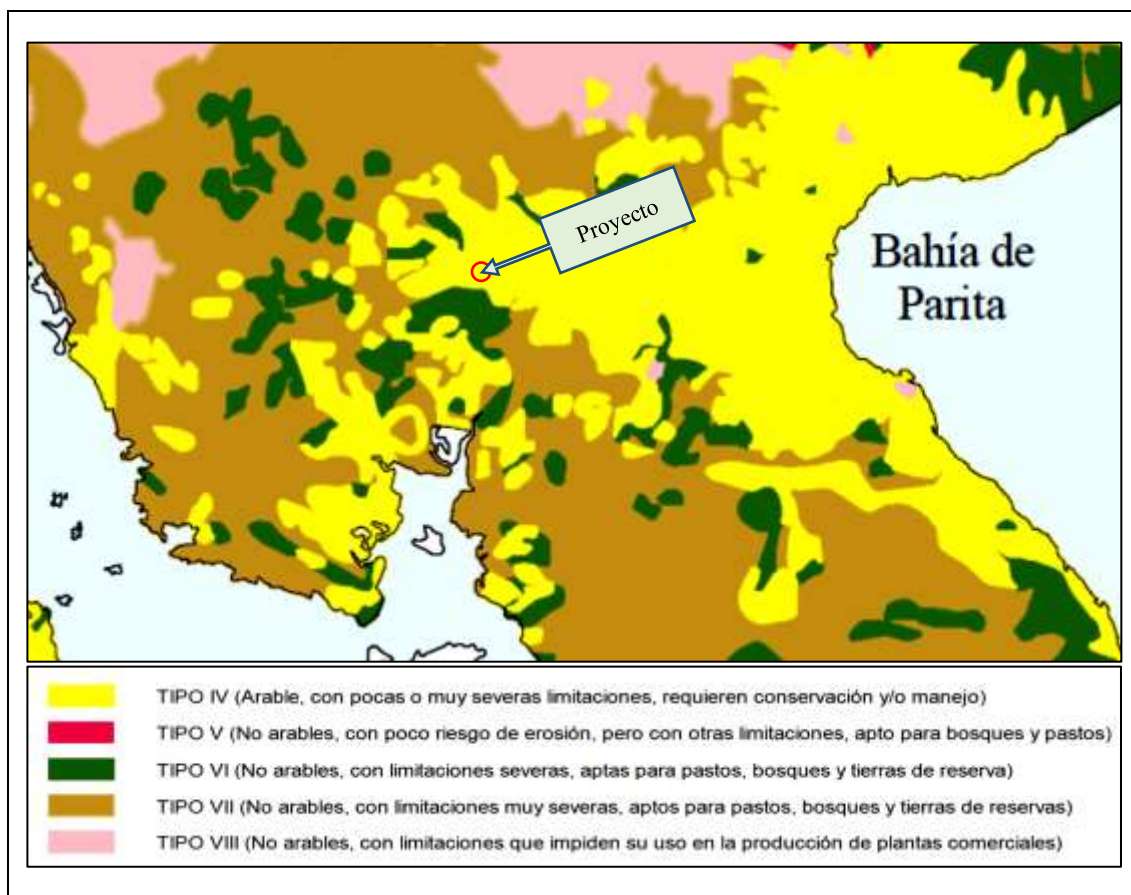 Proyecto
Bahía de
Parita
TIPO IV (Arable, con pocas o muy severas limitaciones, requieren conservación y/o manejo)
TIPO V (No arables, con poco riesgo de erosión, pero con otras limitaciones, apto para bosques y pastos)
TIPO VI (No arables, con limitaciones severas, aptas para pastos, bosques y tierras de reserva)
TIPO VII (No arables, con limitaciones muy severas, aptos para pastos, bosques y tierras de reservas)
TIPO VIII (No arables, con limitaciones que impiden su uso en la producción de plantas comerciales)